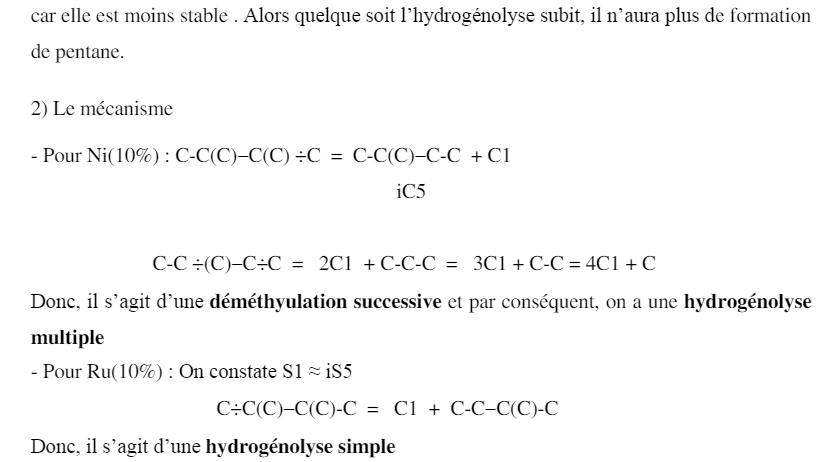 car elle est moins stable . Alors quelque soit l’hydrogénolyse subit, il n’aura plus de formation
de pentane.
2) Le mécanisme
- Pour Ni(10%) : C-C(C)−C(C) ÷C = C-C(C)−C-C + C1
iC5
C-C ÷(C)−C÷C = 2C1 + C-C-C = 3C1 + C-C = 4C1 + C
Donc, il s’agit d’une déméthyulation successive et par conséquent, on a une hydrogénolyse
multiple
- Pour Ru(10%) : On constate S1 ≈ iS5
C÷C(C)−C(C)-C = C1 + C-C−C(C)-C
Donc, il s’agit d’une hydrogénolyse simple